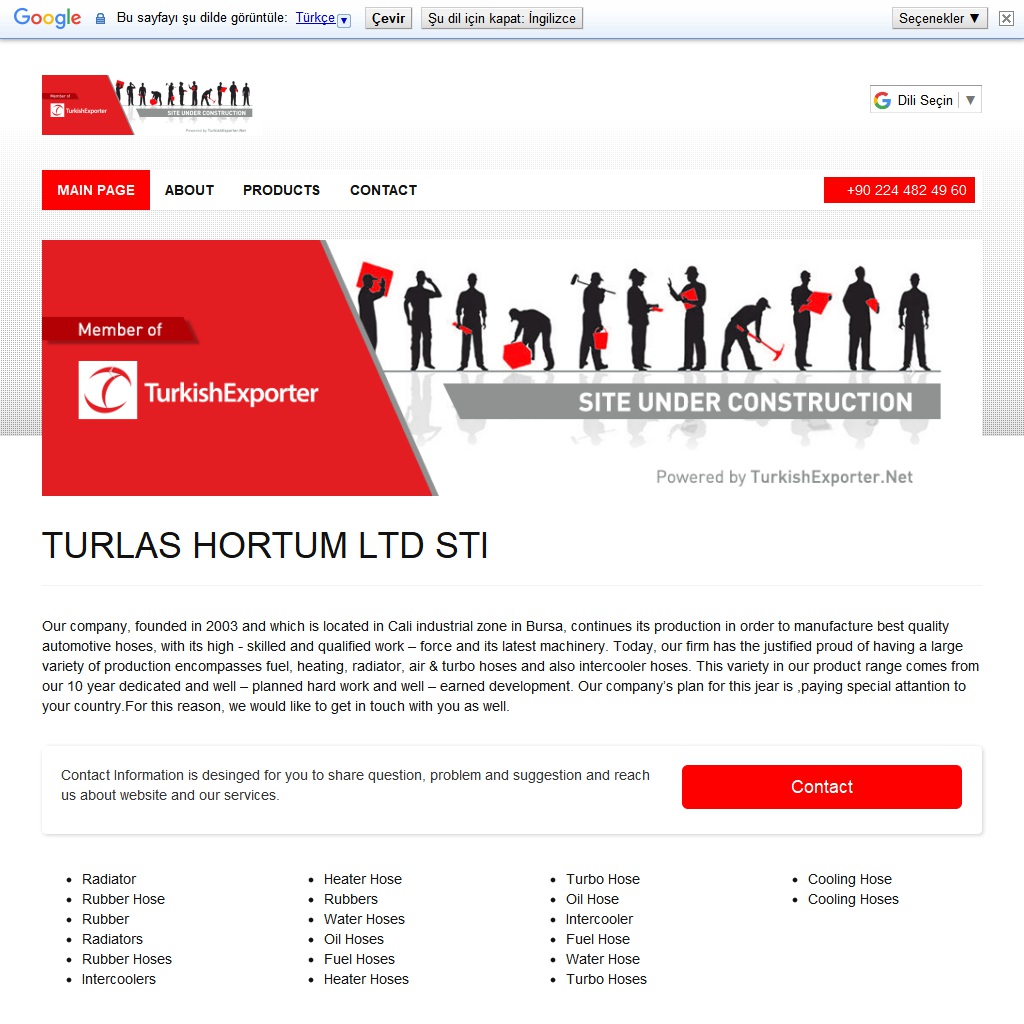 Google Bu sayfayı şu dilde görüntüle: Türkçe ▼ Çevir Şu dil için kapat: İngilizce Seçenekler ▼
Member of
TurkishExporter
SITE UNDER CONSTRUCTION
Powered by TurkishExporter.Net
Dili Seçin ▼
MAIN PAGE ABOUT PRODUCTS CONTACT +90 224 482 49 60
Member of
TurkishExporter
SITE UNDER CONSTRUCTION
Powered by TurkishExporter.Net
TURLAS HORTUM LTD STI
Our company, founded in 2003 and which is located in Cali industrial zone in Bursa, continues its production in order to manufacture best quality
automotive hoses, with its high - skilled and qualified work – force and its latest machinery. Today, our firm has the justified proud of having a large
variety of production encompasses fuel, heating, radiator, air & turbo hoses and also intercooler hoses. This variety in our product range comes from
our 10 year dedicated and well – planned hard work and well – earned development. Our company's plan for this jear is ,paying special attantion to
your country.For this reason, we would like to get in touch with you as well.
Contact Information is desinged for you to share question, problem and suggestion and reach
us about website and our services.
Contact
• Radiator
• Rubber Hose
• Rubber
• Radiators
• Rubber Hoses
• Intercoolers
• Heater Hose
• Rubbers
• Water Hoses
• Oil Hoses
• Fuel Hoses
• Heater Hoses
• Turbo Hose
• Oil Hose
• Intercooler
• Fuel Hose
• Water Hose
• Turbo Hoses
• Cooling Hose
• Cooling Hoses